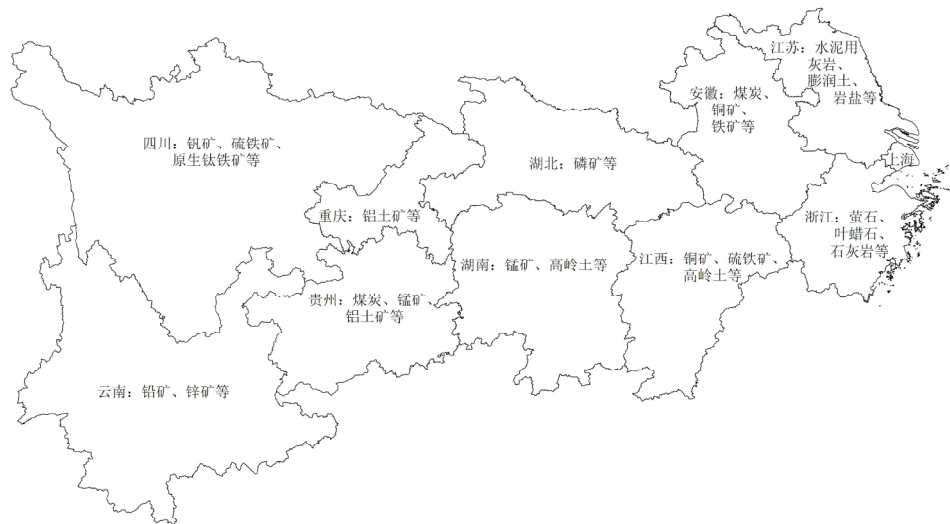 江苏：水泥用
灰岩、
膨润土、
岩盐等
安徽：煤炭、
铜矿、
铁矿等
四川：钒矿、硫铁矿、
原生钛铁矿等
湖北：磷矿等
上海
重庆：铝土矿等
浙江：萤石、
叶蜡石、
石灰岩等
湖南：锰矿、高岭土等
江西：铜矿、硫铁矿、
高岭土等
贵州：煤炭、锰矿、
铝土矿等
云南：铅矿、锌矿等